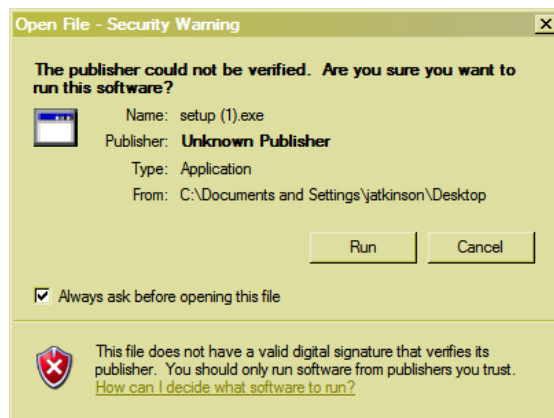 Open File - Security Warning
The publisher could not be verified.  Are you sure you want to
run this software?
Name: setup (1).exe
Publisher: Unknown Publisher
Type: Application
From: C:\Documents and Settings\jatkinson\Desktop
Run Cancel
Always ask before opening this file
This file does not have a valid digital signature that verifies its
publisher.  You should only run software from publishers you trust.
How can I decide what software to run?